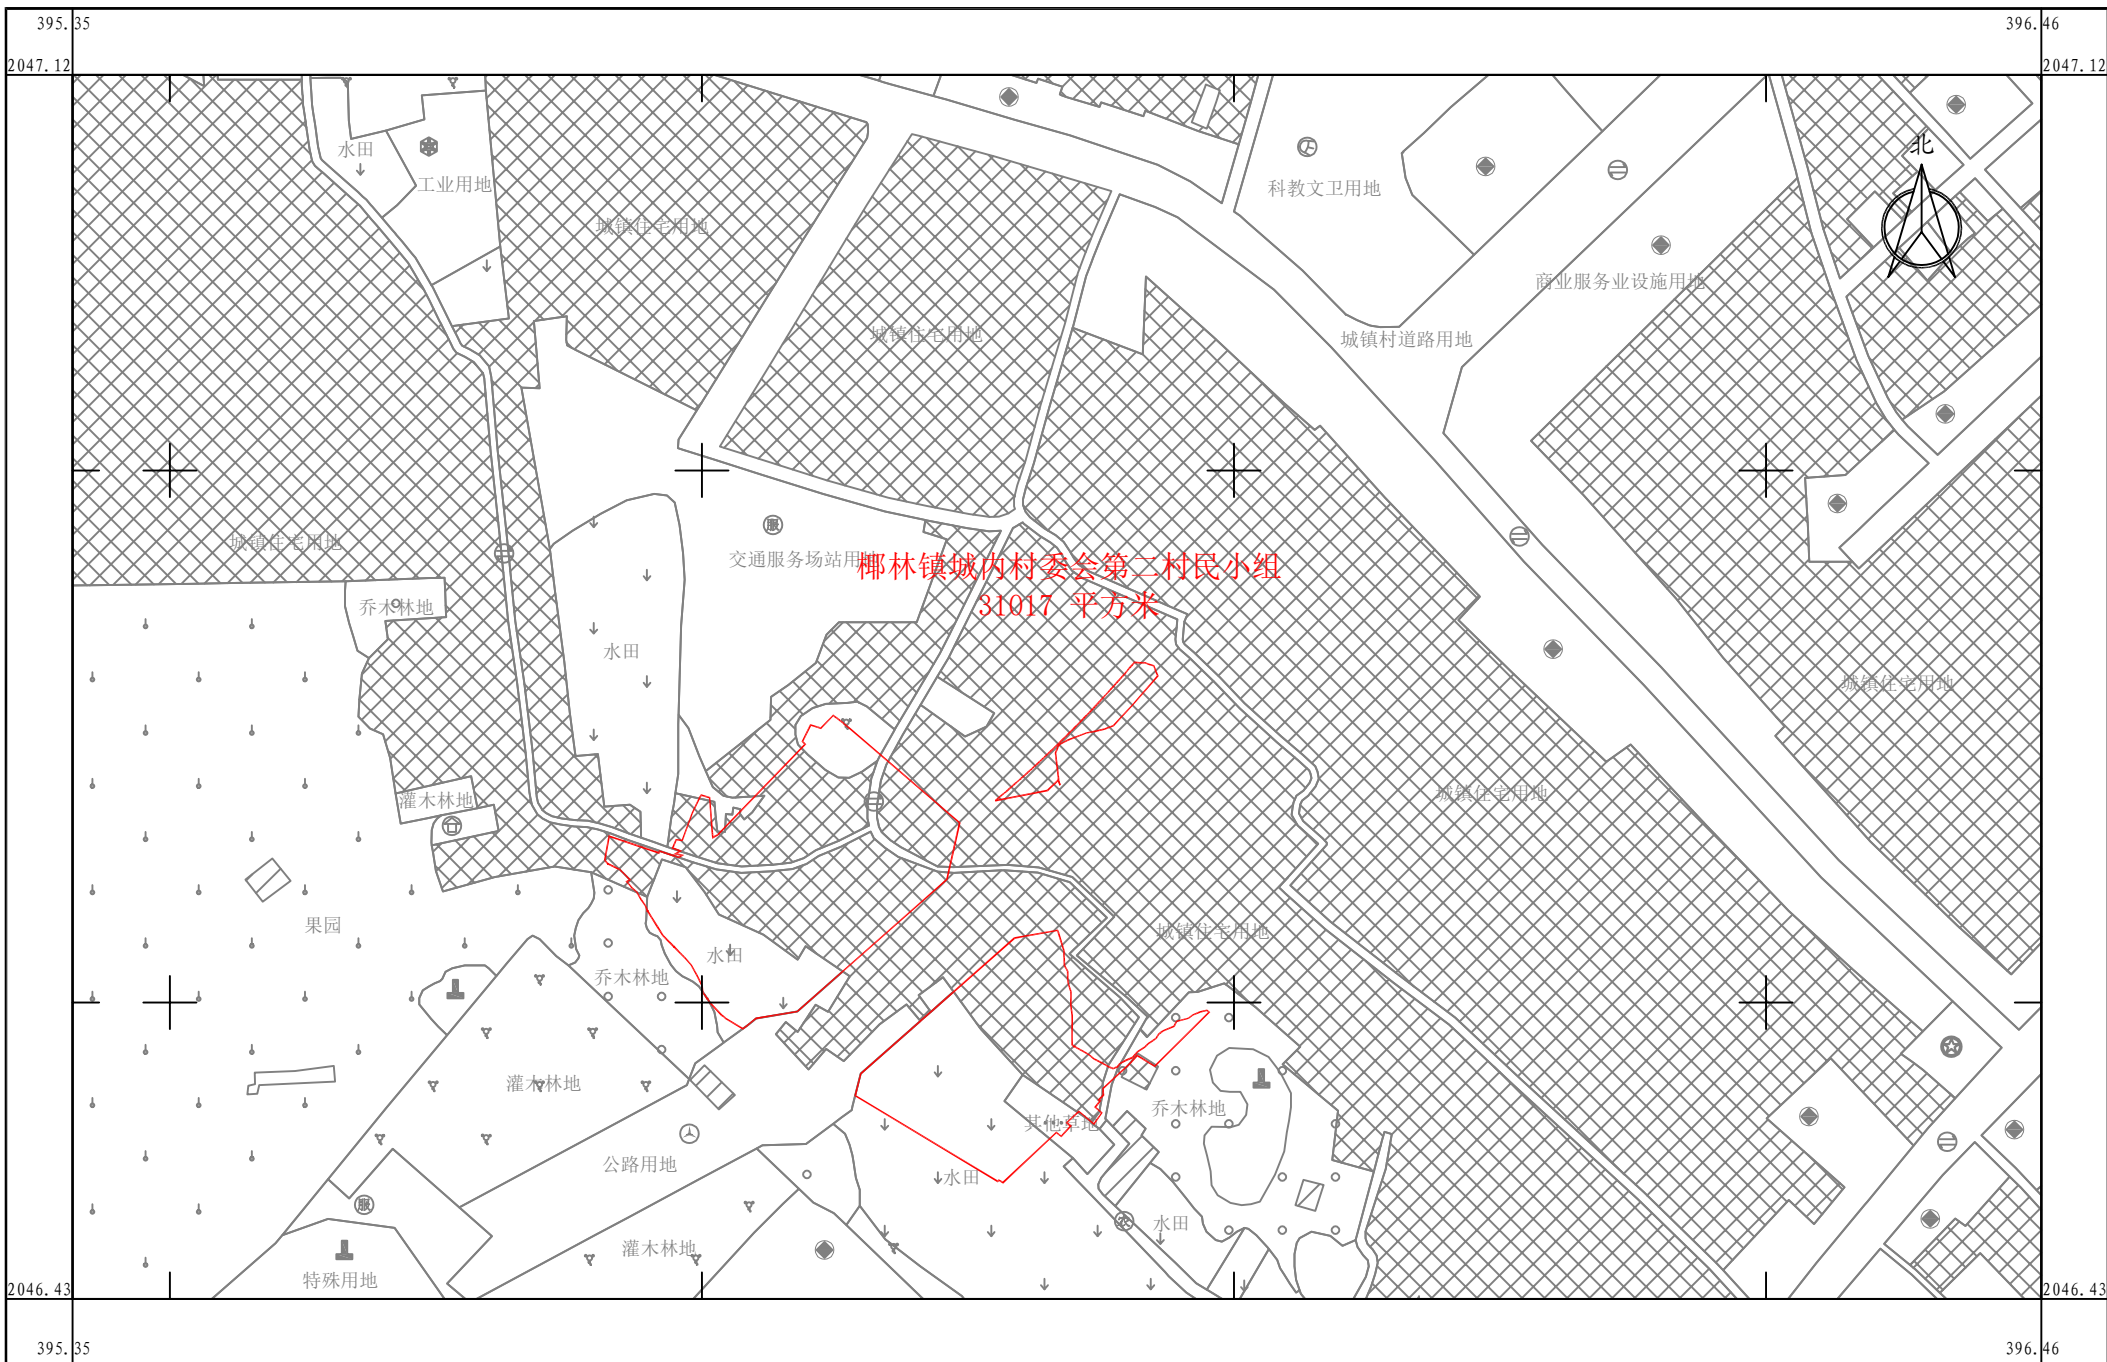 395.35
396.46
2047.12
2047.12
北
水田
工业用地
科教文卫用地
城镇住宅用地
商业服务业设施用地
城镇住宅用地
城镇村道路用地
服
城镇住宅用地
交通服务场站用地
椰林镇城内村委会第二村民小组
31017 平方米
乔木林地
水田
城镇住宅用地
灌木林地
城镇住宅用地
果园
城镇住宅用地
水田
乔木林地
灌木林地
乔木林地
其他草地
公路用地
水田
服
农
水田
灌木林地
特殊用地
2046.43
2046.43
395.35
396.46